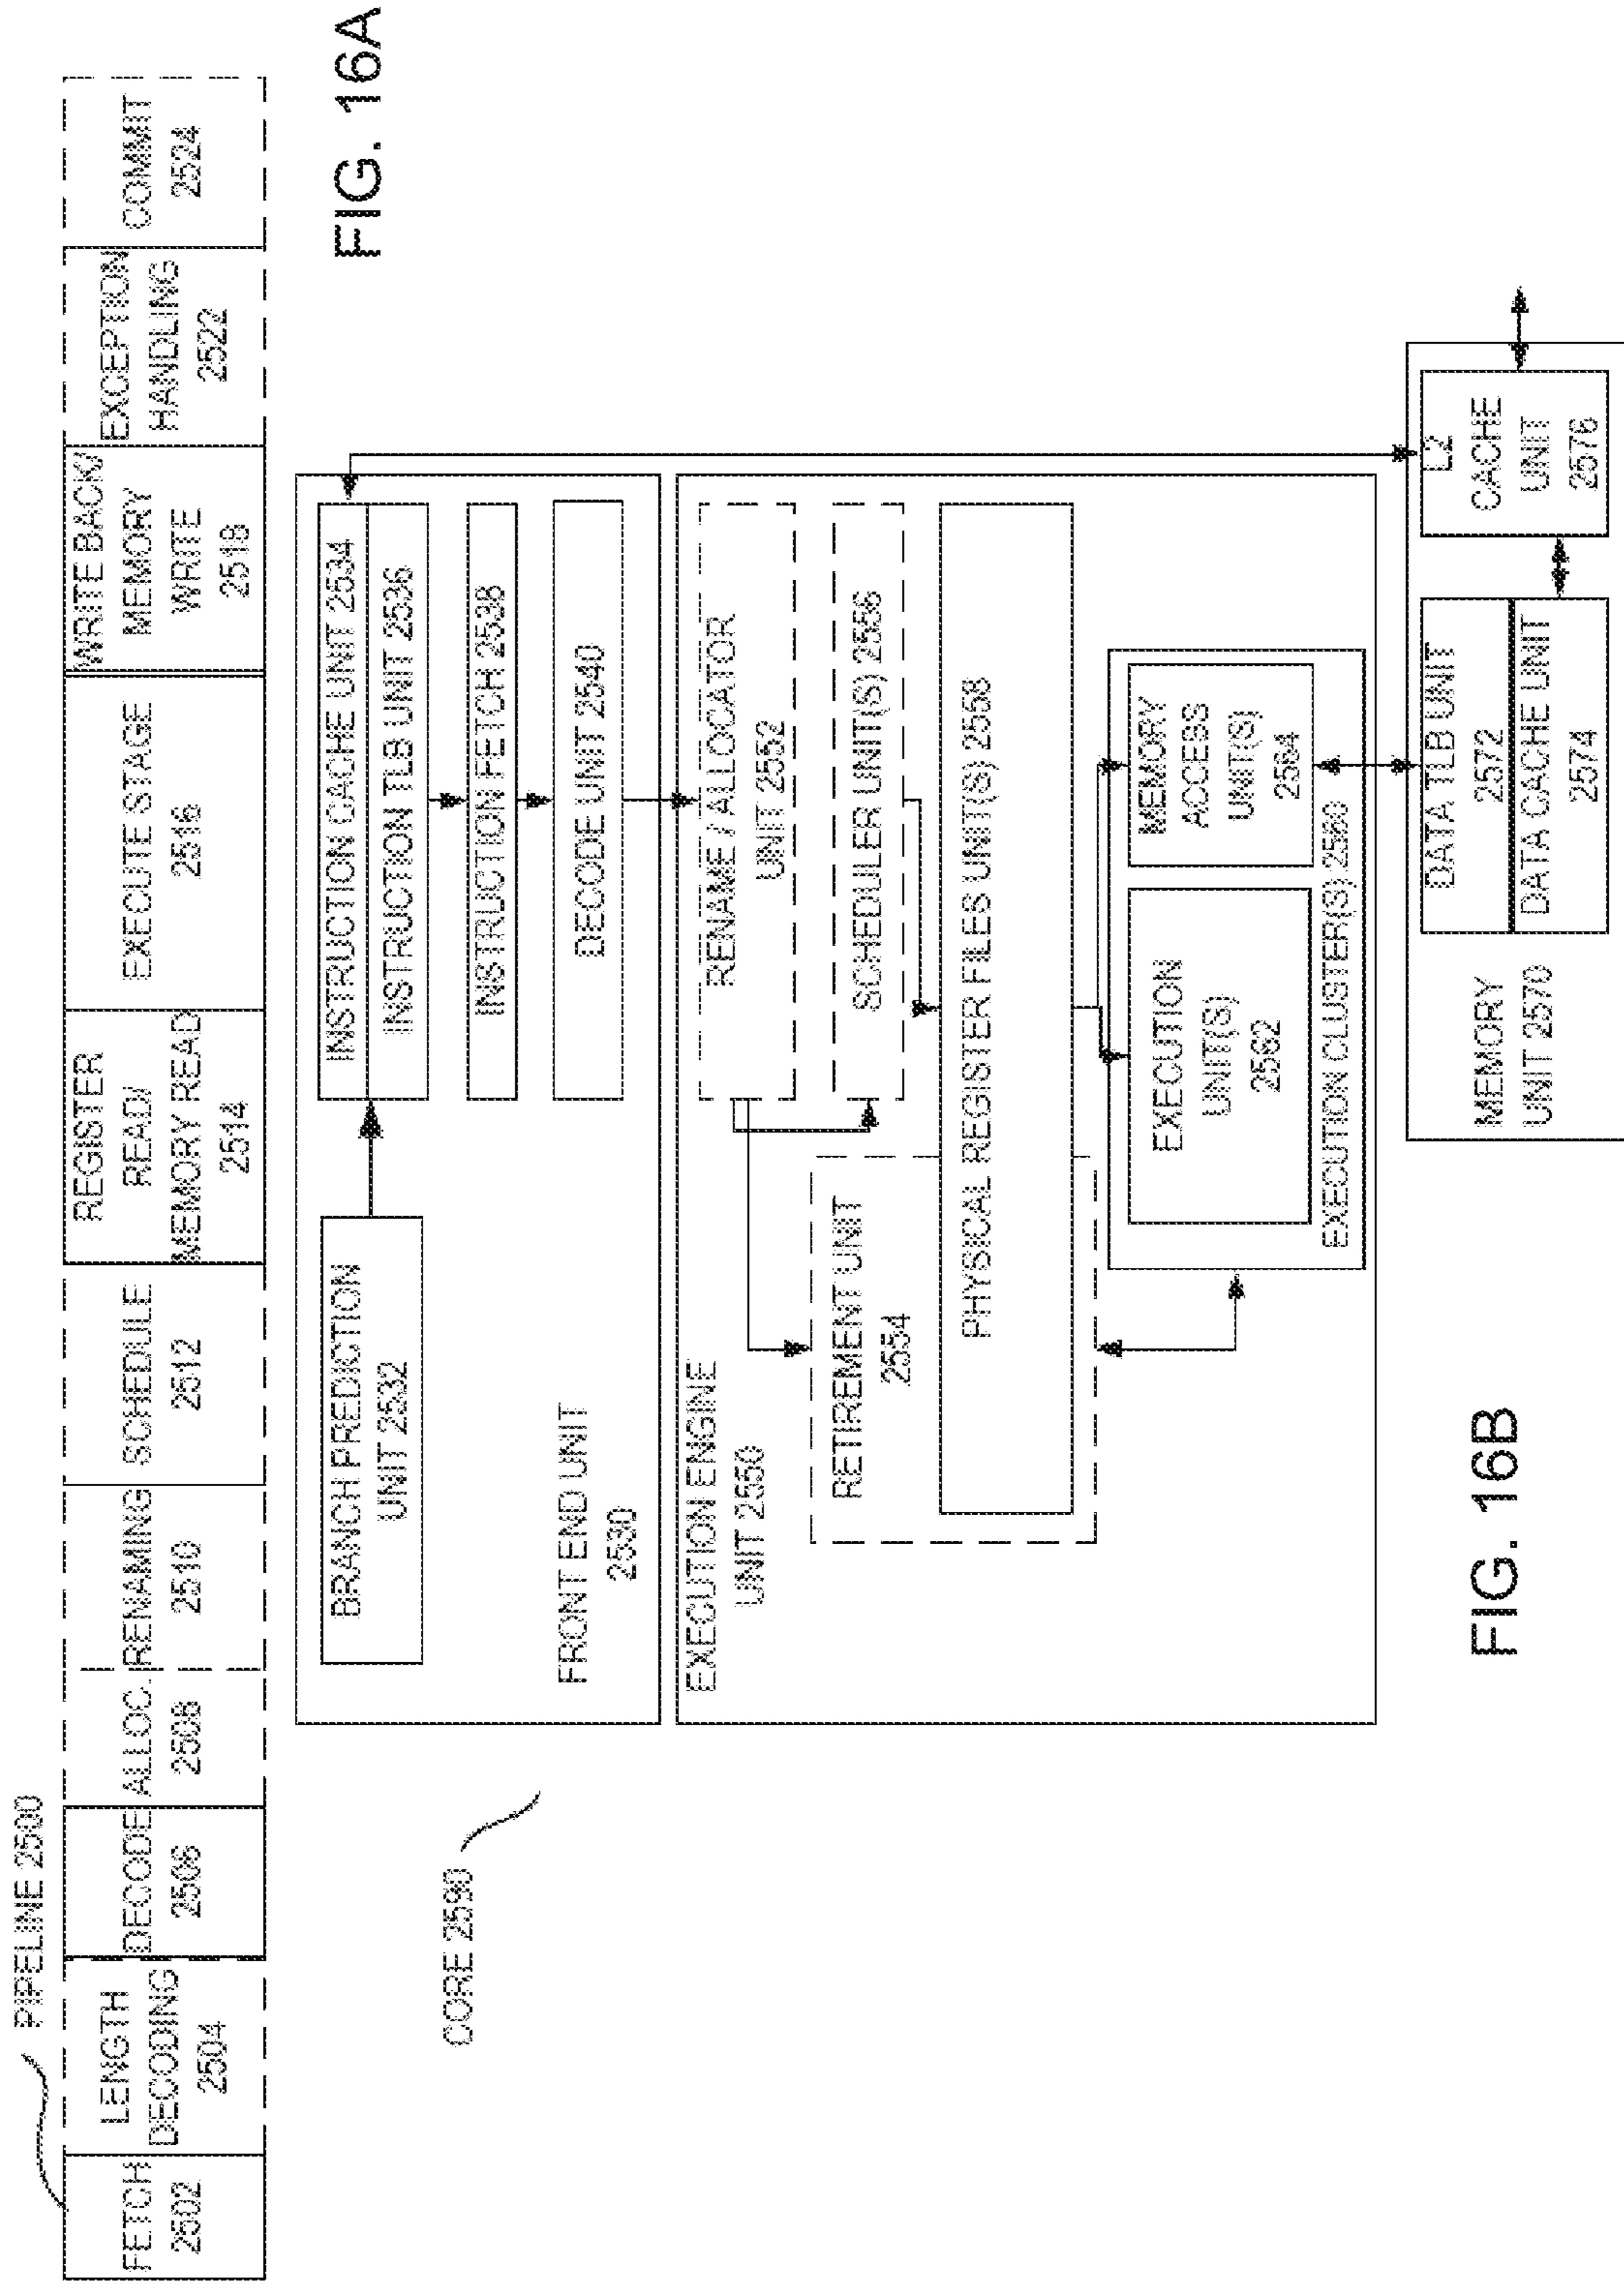 PIPELINE 2500
FETCH
2502
LENGTH
DECODING
2504
DECODE
2506
ALLOC.
2508
RENAMING
2510
SCHEDULE
2512
REGISTER
READ/
MEMORY READ
2514
EXECUTE STAGE
2516
WRITE BACK/
MEMORY
WRITE
2518
EXCEPTION
HANDLING
2522
COMMIT
2524
FIG. 16A
CORE 2590
BRANCH PREDICTION
UNIT 2532
INSTRUCTION CACHE UNIT 2534
INSTRUCTION TLB UNIT 2536
INSTRUCTION FETCH 2538
DECODE UNIT 2540
FRONT END UNIT
2530
EXECUTION ENGINE
UNIT 2550
RENAME / ALLOCATOR
UNIT 2552
SCHEDULER UNIT(S) 2556
RETIREMENT UNIT
2554
PHYSICAL REGISTER FILES UNIT(S) 2558
EXECUTION
UNIT(S)
2562
MEMORY
ACCESS
UNIT(S)
2564
EXECUTION CLUSTER(S) 2560
MEMORY
UNIT 2570
DATA TLB UNIT
2572
DATA CACHE UNIT
2574
L2
CACHE
UNIT
2576
FIG. 16B